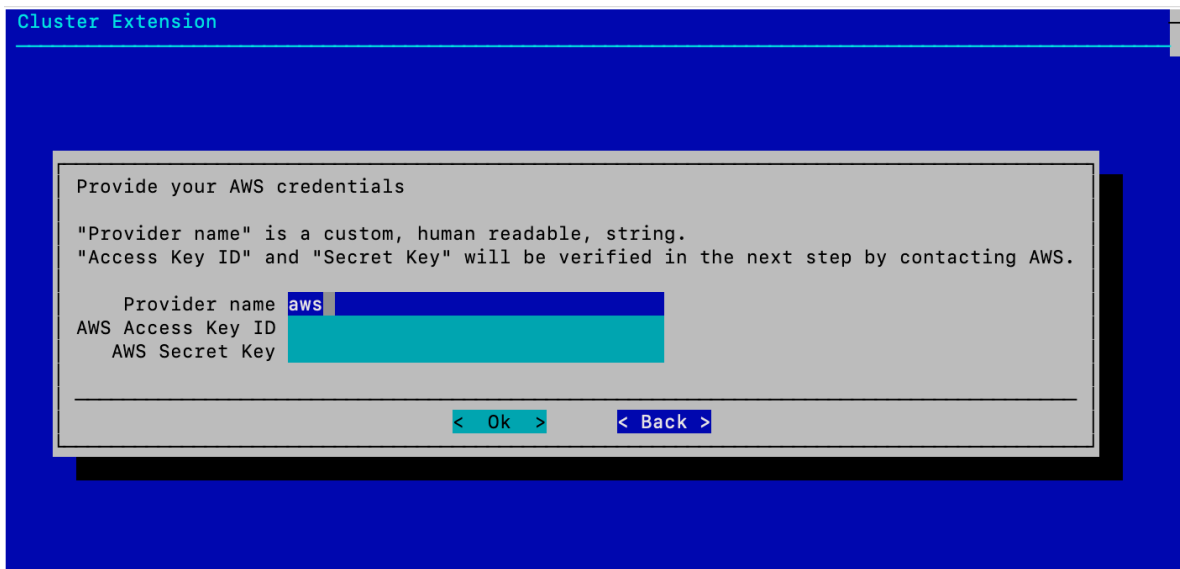 Cluster Extension
Provide your AWS credentials
"Provider name" is a custom, human readable, string.
"Access Key ID" and "Secret Key" will be verified in the next step by contacting AWS.
Provider name aws
AWS Access Key ID
AWS Secret Key
< Ok > < Back >